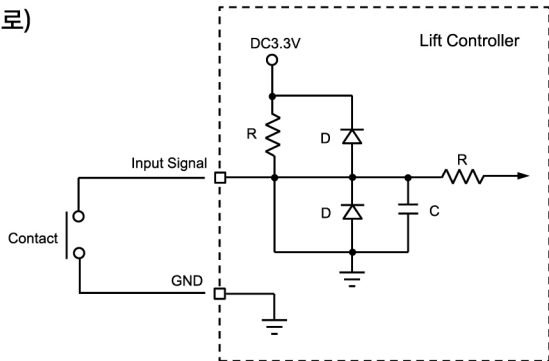 로)
DC3.3V
Lift Controller
R
D
Input Signal
R
D
C
Contact
GND